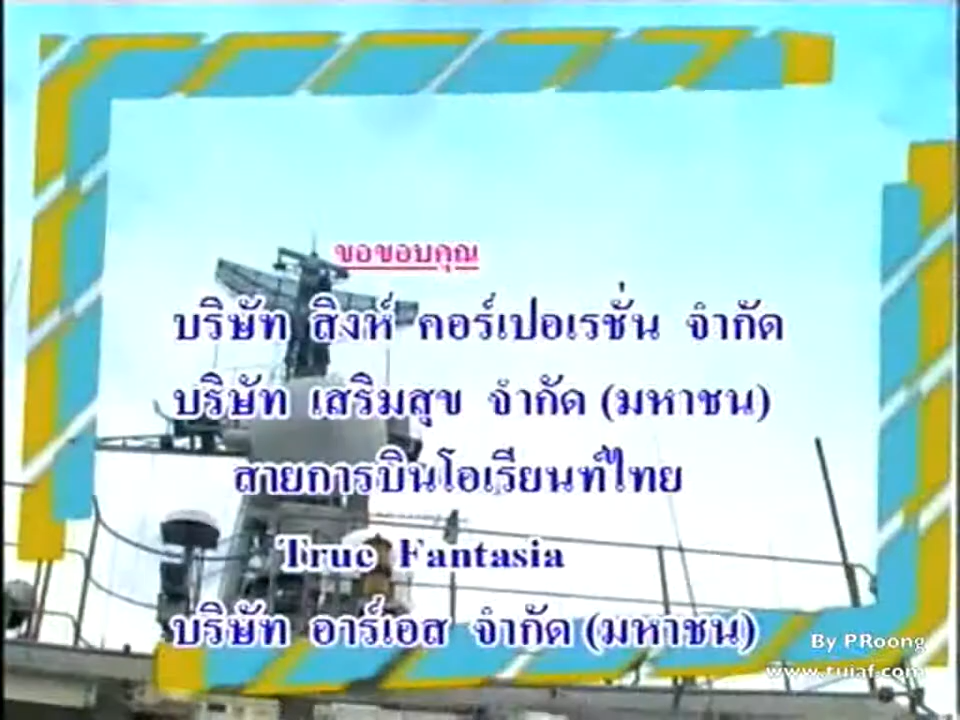 ขอขอบคุณ
บริษัท สิงห์ คอร์เปอเรชั่น จำกัด
บริษัท เสริมสุข จำกัด (มหาชน)
สายการบินโอเรียนท์ไทย
True Fantasia
บริษัท อาร์เอส จำกัด (มหาชน)
By PRoong
www.ruiaf.com